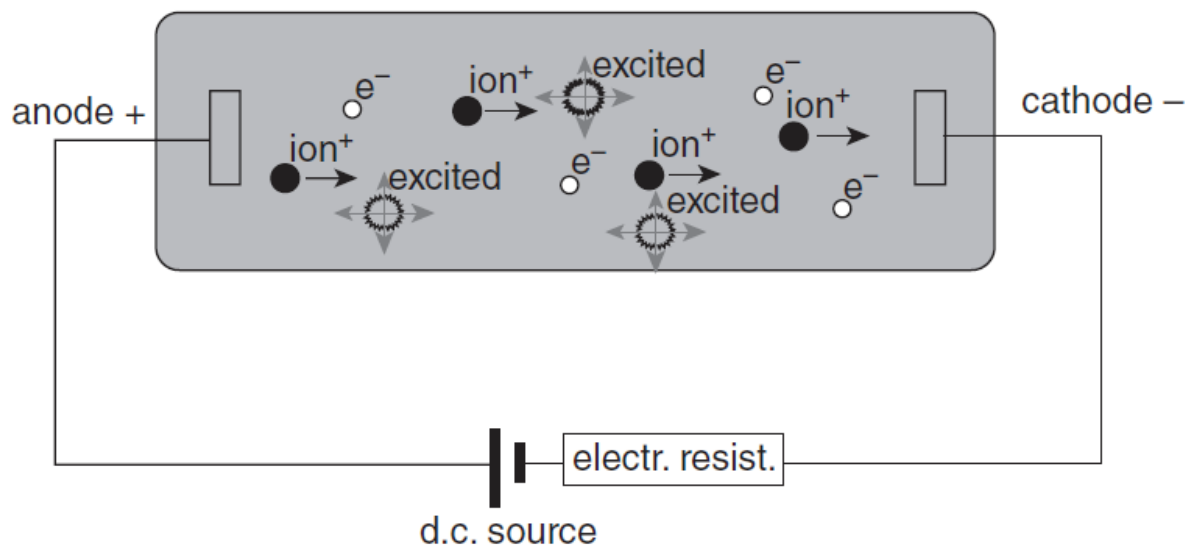 excited
e⁻
ion⁺
e⁻
ion⁺
anode +
cathode –
ion⁺
ion⁺
e⁻
excited
e⁻
excited
electr. resist.
d.c. source